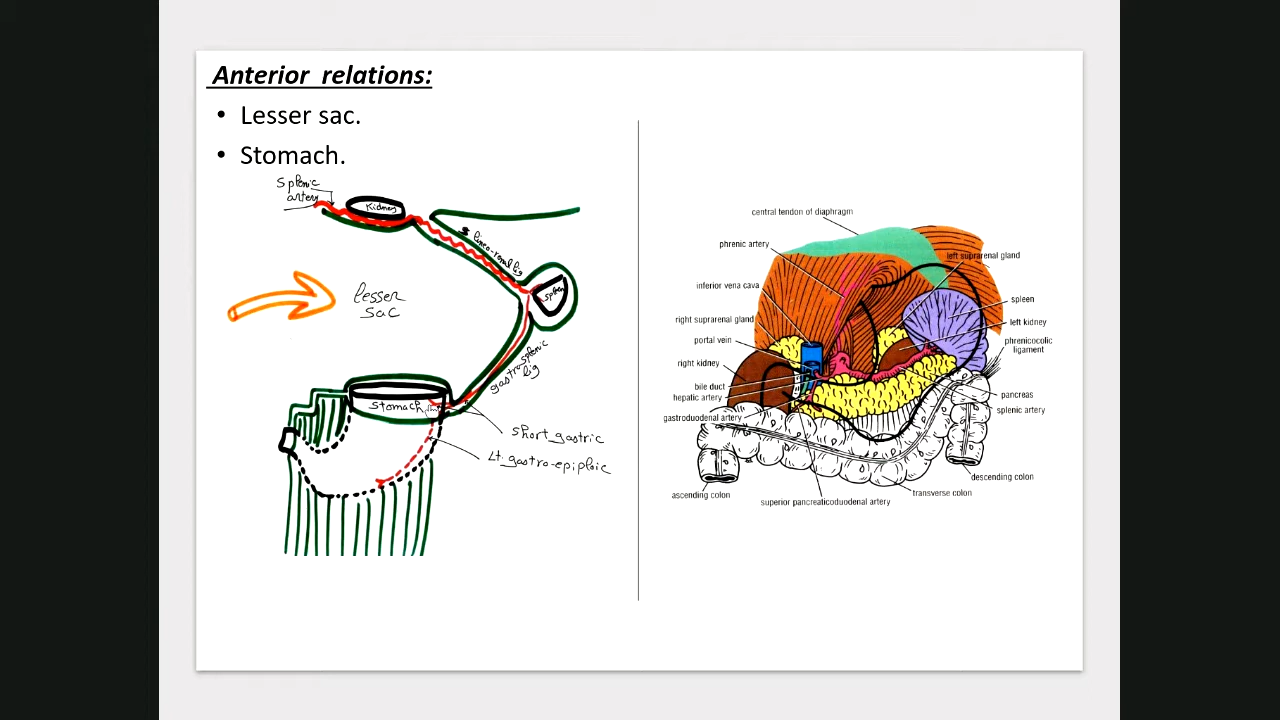 Anterior relations:
• Lesser sac.
• Stomach.
Splenic
artery
Kidney
lieno-renal lig
spleen
lesser
sac
gastrosplenic
lig
Stomach
short gastric
Lt. gastro-epiploic
central tendon of diaphragm
phrenic artery
left suprarenal gland
inferior vena cava
spleen
right suprarenal gland
left kidney
portal vein
phrenicocolic
ligament
right kidney
bile duct
pancreas
hepatic artery
splenic artery
gastroduodenal artery
descending colon
ascending colon
transverse colon
superior pancreaticoduodenal artery